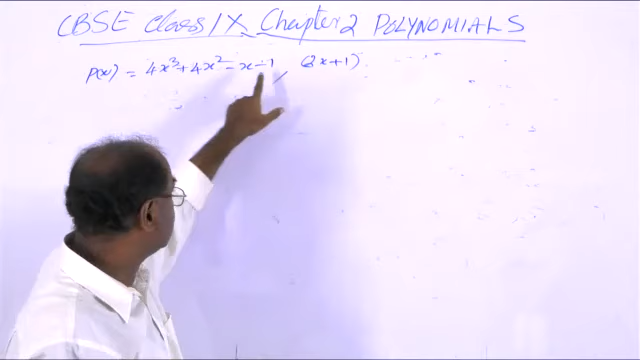 CBSE Class IX Chapter 2 POLYNOMIALS
P(x) = 4x³ + 4x² - x - 1, (2x + 1)